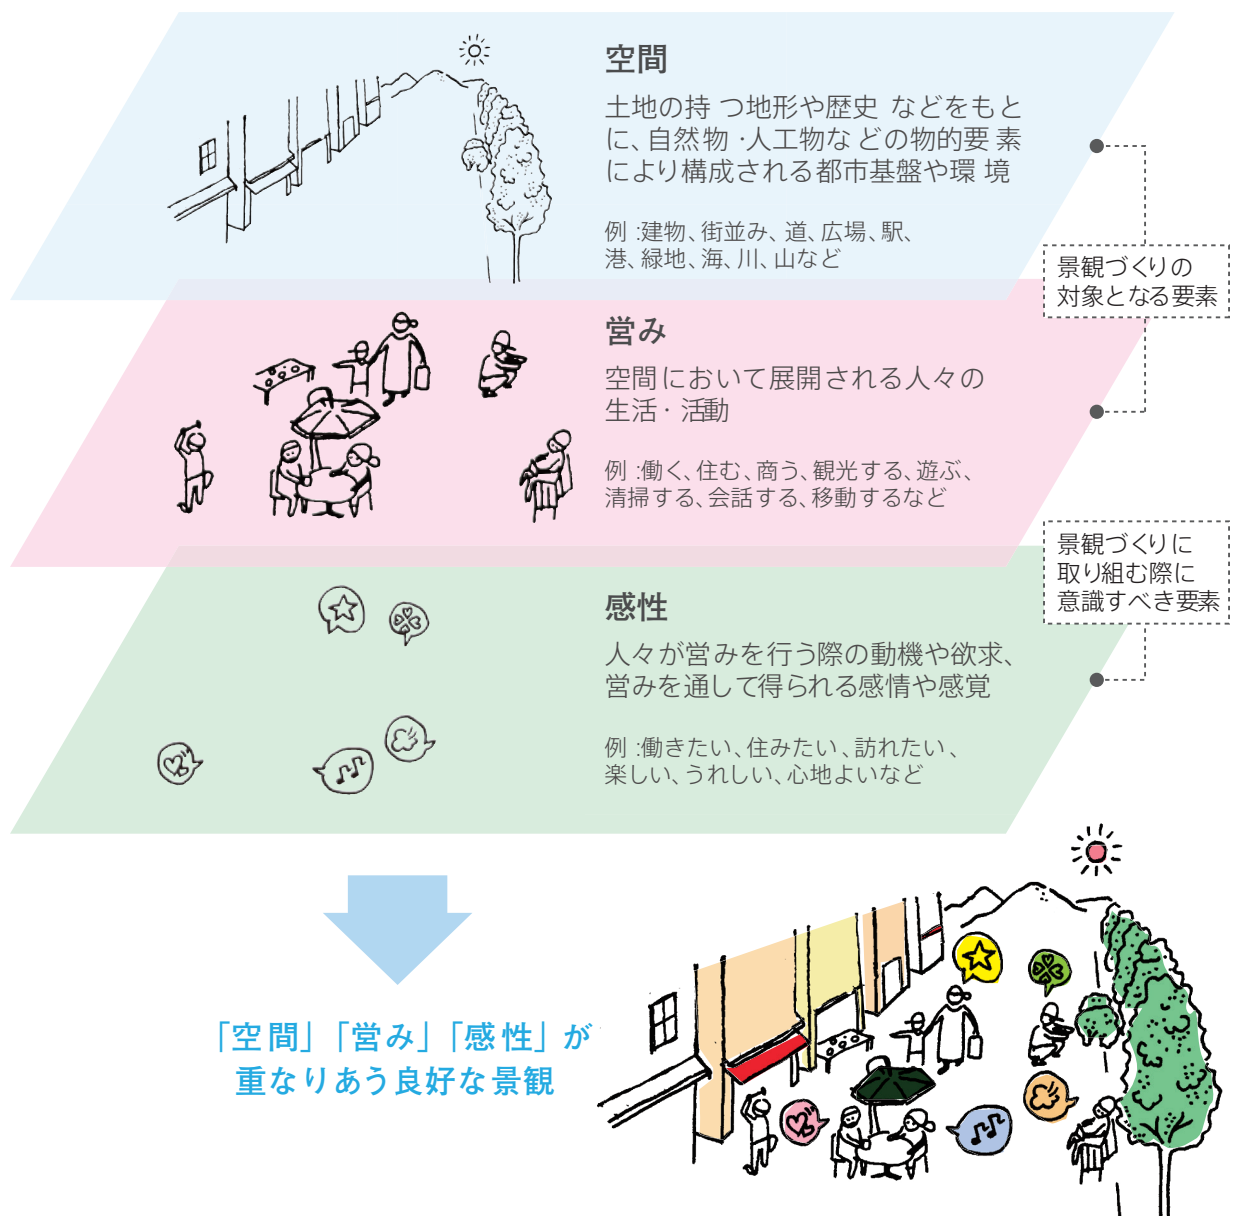 空間
土地の持つ地形や歴史などをもと
に、自然物・人工物などの物的要素
により構成される都市基盤や環境
例:建物、街並み、道、広場、駅、
港、緑地、海、川、山など
景観づくりの
対象となる要素
営み
空間において展開される人々の
生活・活動
例:働く、住む、商う、観光する、遊ぶ、
清掃する、会話する、移動するなど
景観づくりに
取り組む際に
意識すべき要素
感性
人々が営みを行う際の動機や欲求、
営みを通して得られる感情や感覚
例:働きたい、住みたい、訪れたい、
楽しい、うれしい、心地よいなど
「空間」「営み」「感性」が
重なりあう良好な景観